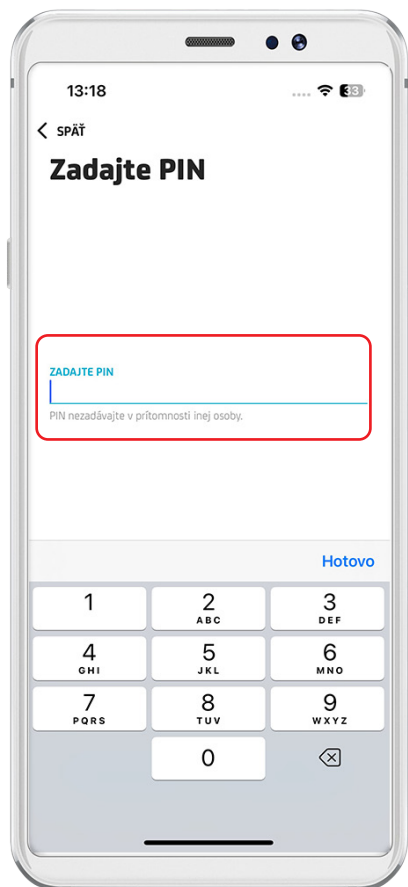 13:18
33
SPÄŤ
Zadajte PIN
ZADAJTE PIN
PIN nezadávajte v prítomnosti inej osoby.
Hotovo
1 2 3
ABC DEF
4 5 6
GHI JKL MNO
7 8 9
PQRS TUV WXYZ
0